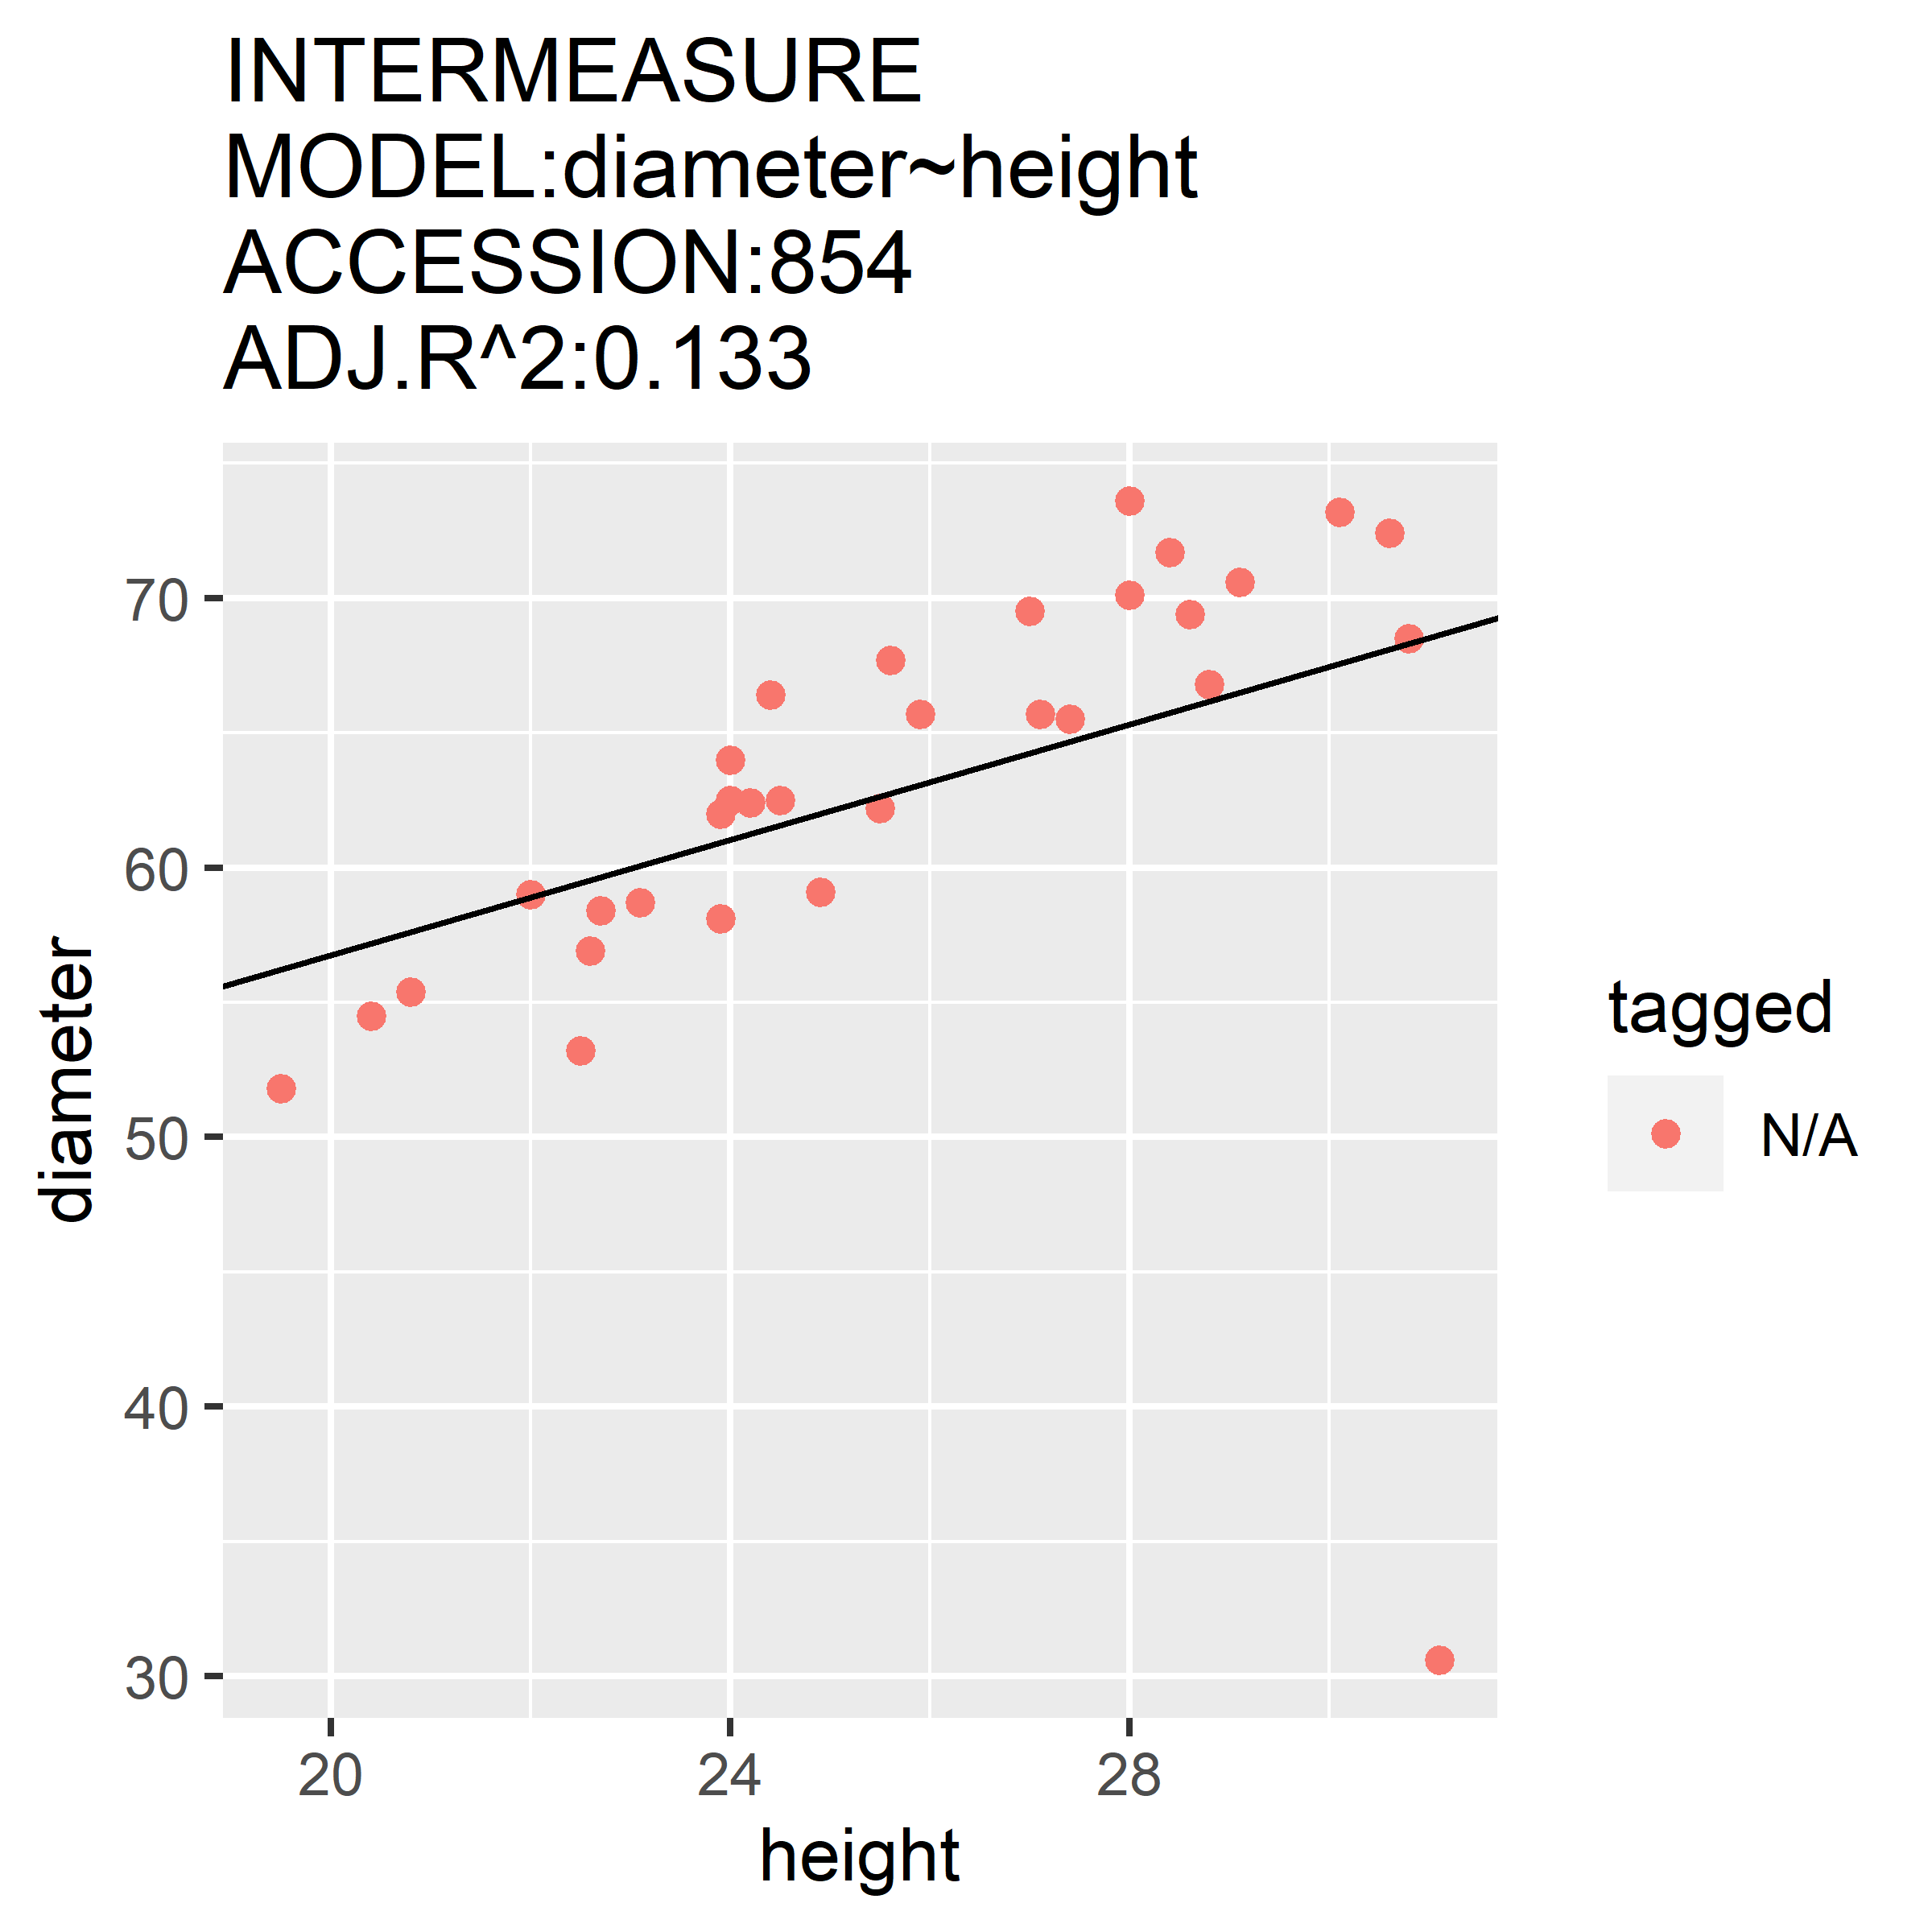 INTERMEASURE
MODEL:diameter~height
ACCESSION:854
ADJ.R^2:0.133
70
60
50
40
30
diameter
20 24 28
height
tagged
N/A